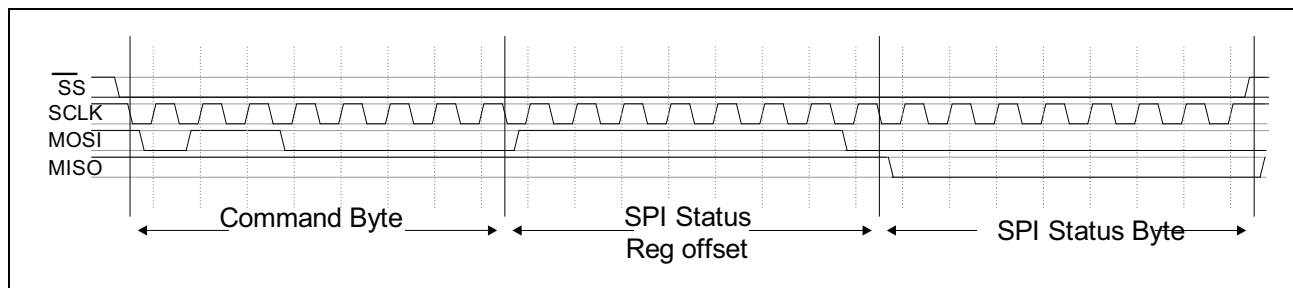 SS
SCLK
MOSI
MISO
Command Byte
SPI Status
Reg offset
SPI Status Byte